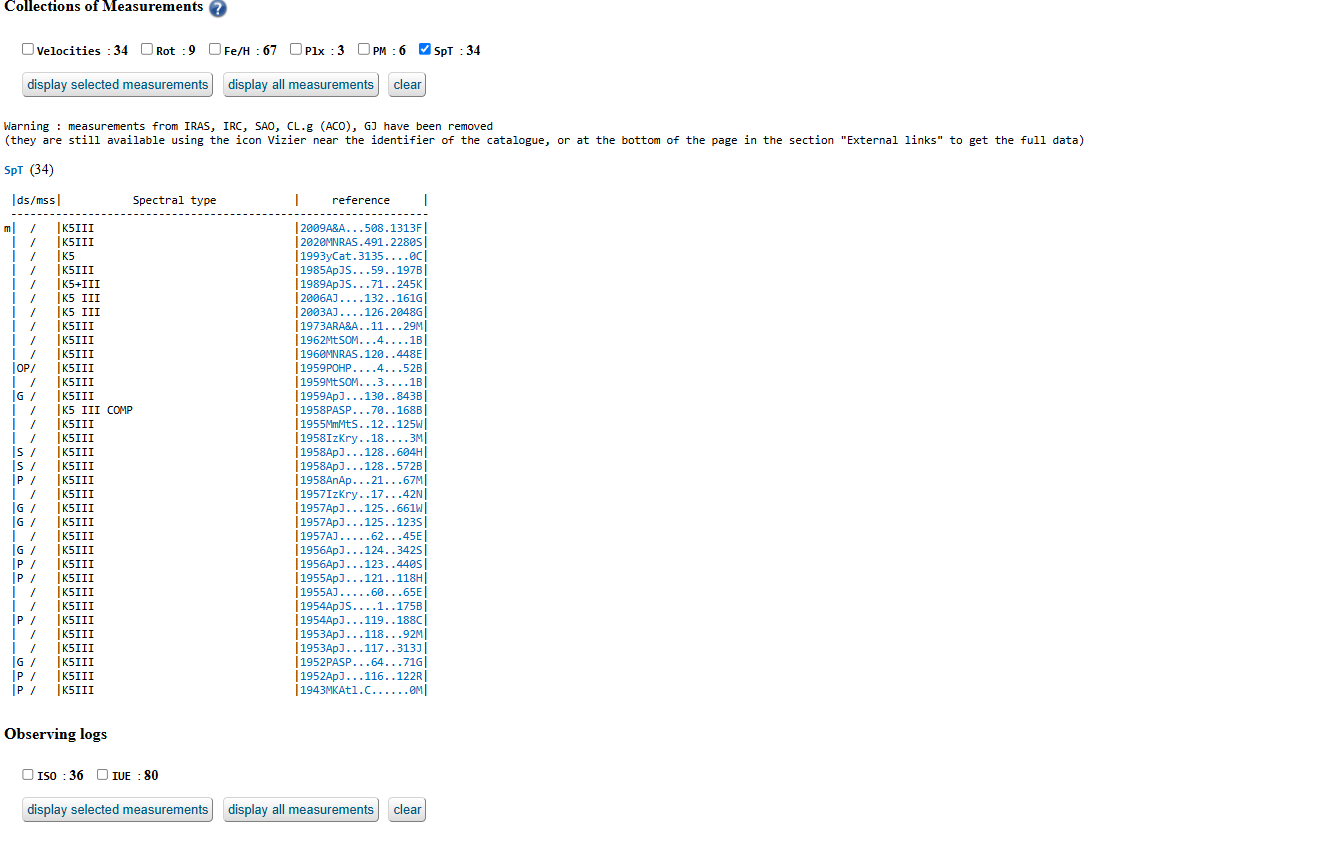 Collections of Measurements ?
Velocities : 34 Rot : 9 Fe/H : 67 Plx : 3 PM : 6 SpT : 34
display selected measurements display all measurements clear
Warning : measurements from IRAS, IRC, SAO, CL.g (ACO), GJ have been removed
(they are still available using the icon Vizier near the identifier of the catalogue, or at the bottom of the page in the section "External links" to get the full data)
SpT (34)
|ds/mss| Spectral type | reference |
----------------------------------------------------------------
m| / |K5III |2009A&A...508.1313F|
| / |K5III |2020MNRAS.491.2280S|
| / |K5 |1993yCat.3135....0C|
| / |K5III |1985ApJS...59..197B|
| / |K5+III |1989ApJS...71..245K|
| / |K5 III |2006AJ....132..161G|
| / |K5 III |2003AJ....126.2048G|
| / |K5III |1973ARA&A..11...29M|
| / |K5III |1962MtSOM...4....1B|
| / |K5III |1960MNRAS.120..448E|
|OP/ |K5III |1959POHP....4...52B|
| / |K5III |1959MtSOM...3....1B|
|G / |K5III |1959ApJ...130..843B|
| / |K5 III COMP |1958PASP...70..168B|
| / |K5III |1955MmMtS..12..125W|
| / |K5III |1958IzKry..18....3M|
|S / |K5III |1958ApJ...128..604H|
|S / |K5III |1958ApJ...128..572B|
|P / |K5III |1958AnAp...21...67M|
| / |K5III |1957IzKry..17...42N|
|G / |K5III |1957ApJ...125..661W|
|G / |K5III |1957ApJ...125..123S|
| / |K5III |1957AJ.....62...45E|
|G / |K5III |1956ApJ...124..342S|
|P / |K5III |1956ApJ...123..440S|
|P / |K5III |1955ApJ...121..118H|
| / |K5III |1955AJ.....60...65E|
| / |K5III |1954ApJS....1..175B|
|P / |K5III |1954ApJ...119..188C|
| / |K5III |1953ApJ...118...92M|
| / |K5III |1953ApJ...117..313J|
|G / |K5III |1952PASP...64...71G|
|P / |K5III |1952ApJ...116..122R|
|P / |K5III |1943MKAtl.C......0M|
Observing logs
ISO : 36 IUE : 80
display selected measurements display all measurements clear